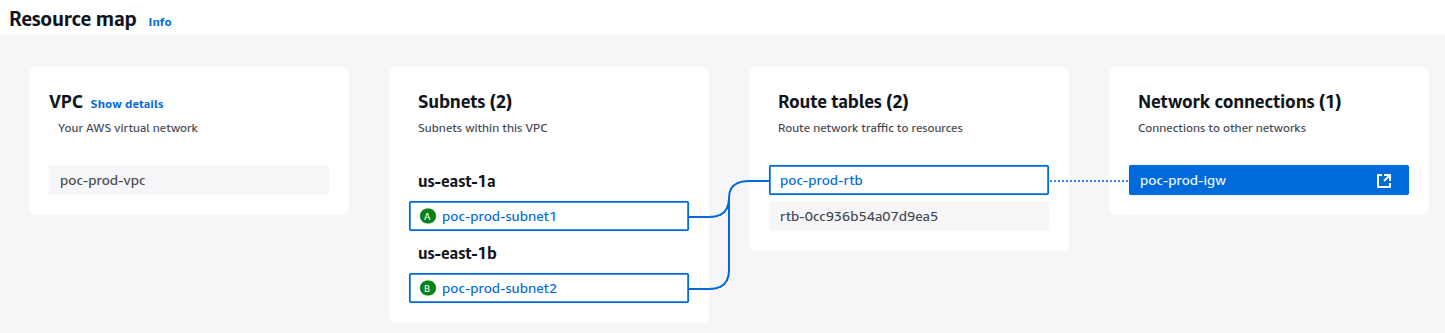 Resource map Info
VPC Show details
Your AWS virtual network
poc-prod-vpc
Subnets (2)
Subnets within this VPC
us-east-1a
A poc-prod-subnet1
us-east-1b
B poc-prod-subnet2
Route tables (2)
Route network traffic to resources
poc-prod-rtb
rtb-0cc936b54a07d9ea5
Network connections (1)
Connections to other networks
poc-prod-igw